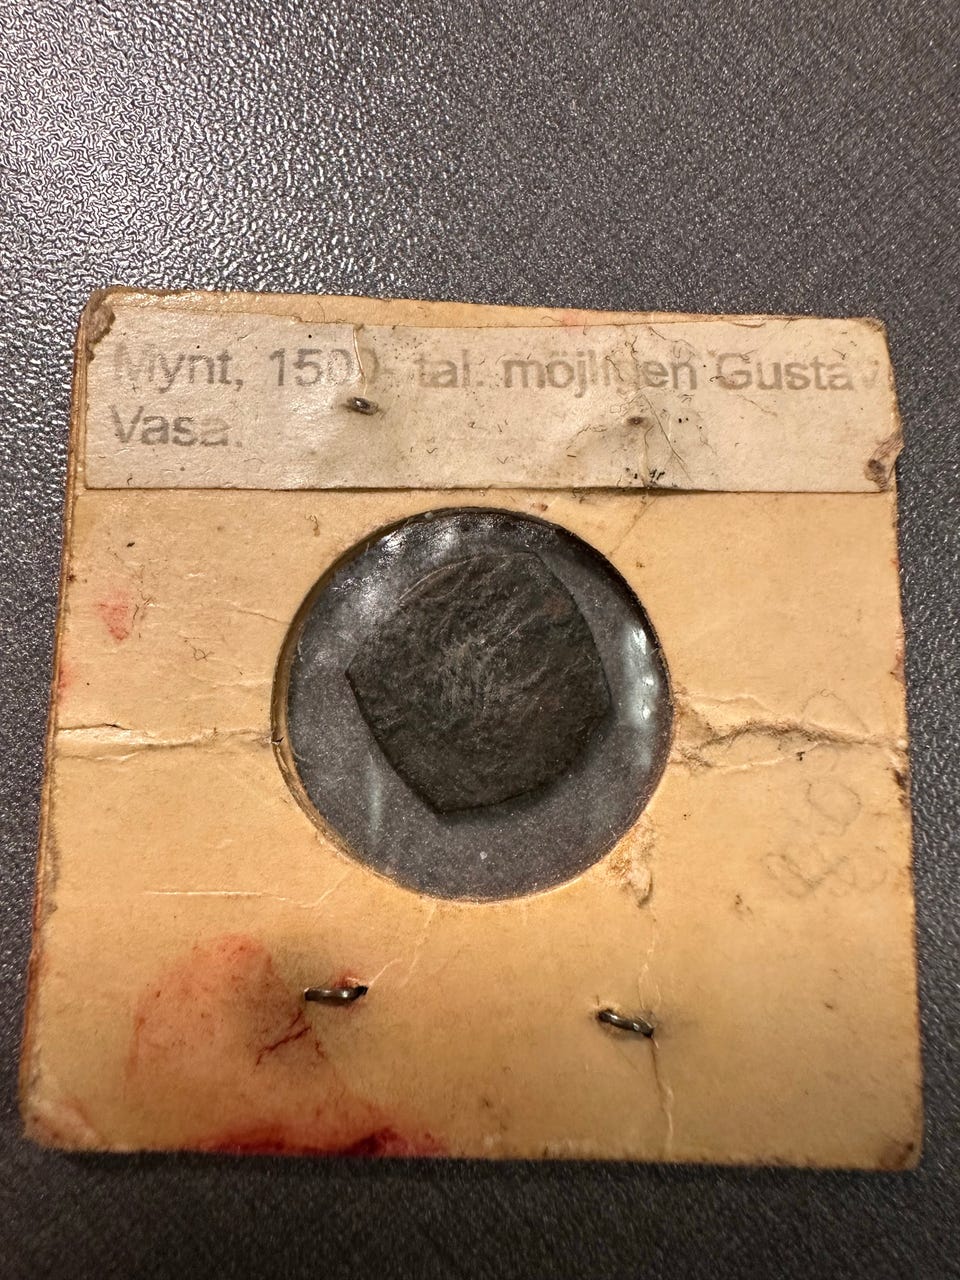 Mynt, 1500- tal. möjligen Gustav
Vasa.